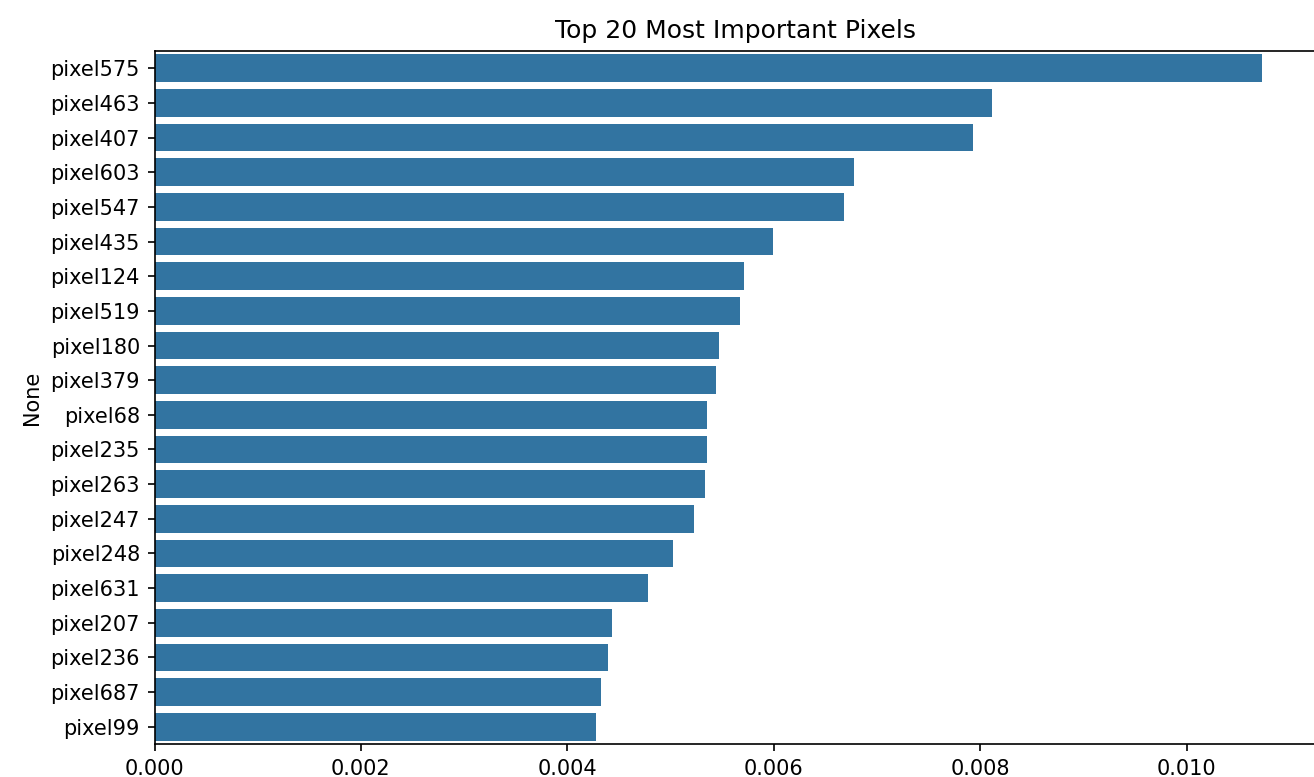 Top 20 Most Important Pixels
pixel575
pixel463
pixel407
pixel603
pixel547
pixel435
pixel124
pixel519
pixel180
pixel379
pixel68
pixel235
pixel263
pixel247
pixel248
pixel631
pixel207
pixel236
pixel687
pixel99
None
0.000 0.002 0.004 0.006 0.008 0.010